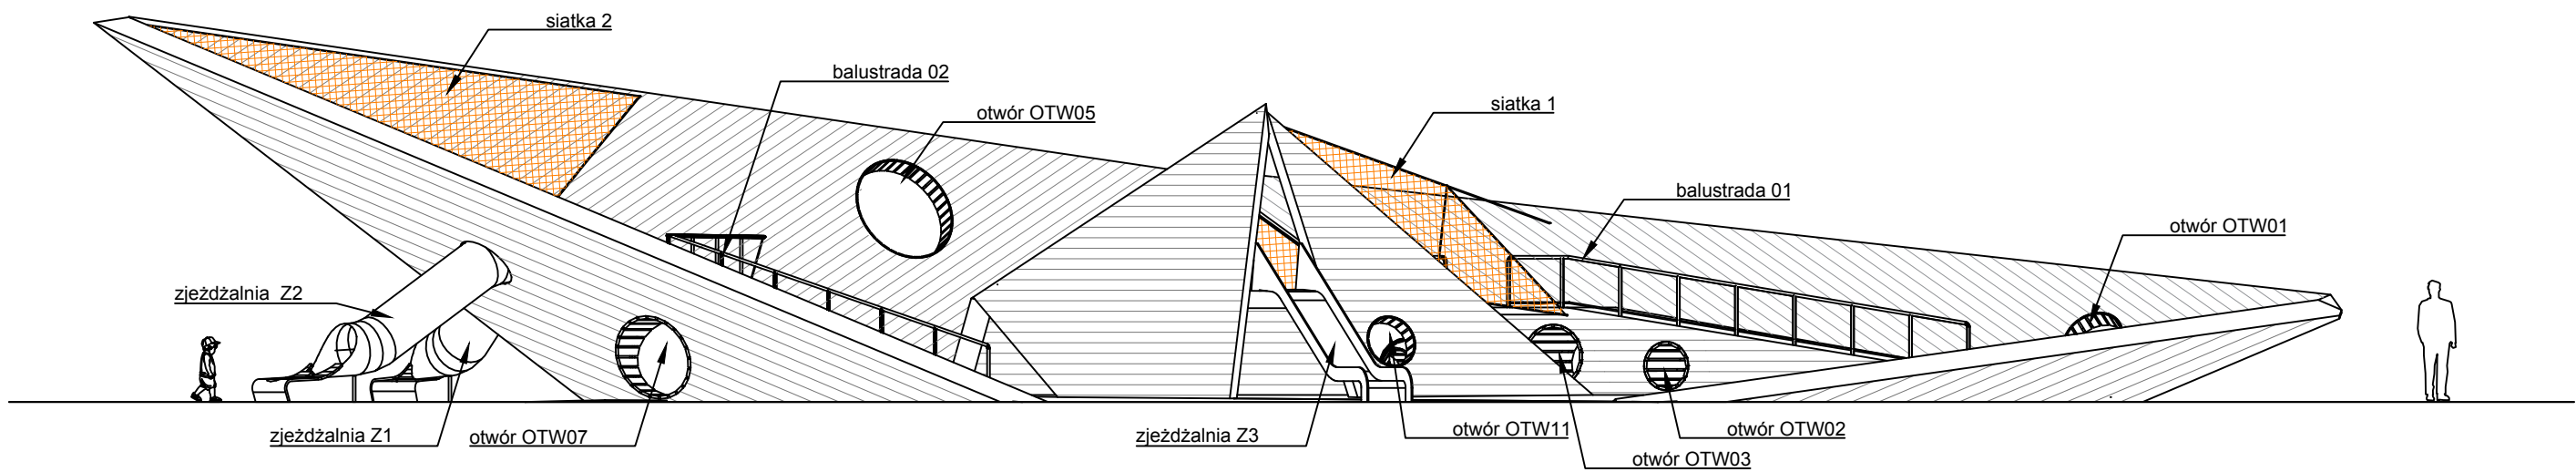 siatka 2
balustrada 02
otwór OTW05
siatka 1
balustrada 01
otwór OTW01
zjeżdżalnia Z2
zjeżdżalnia Z1
otwór OTW07
zjeżdżalnia Z3
otwór OTW11
otwór OTW02
otwór OTW03